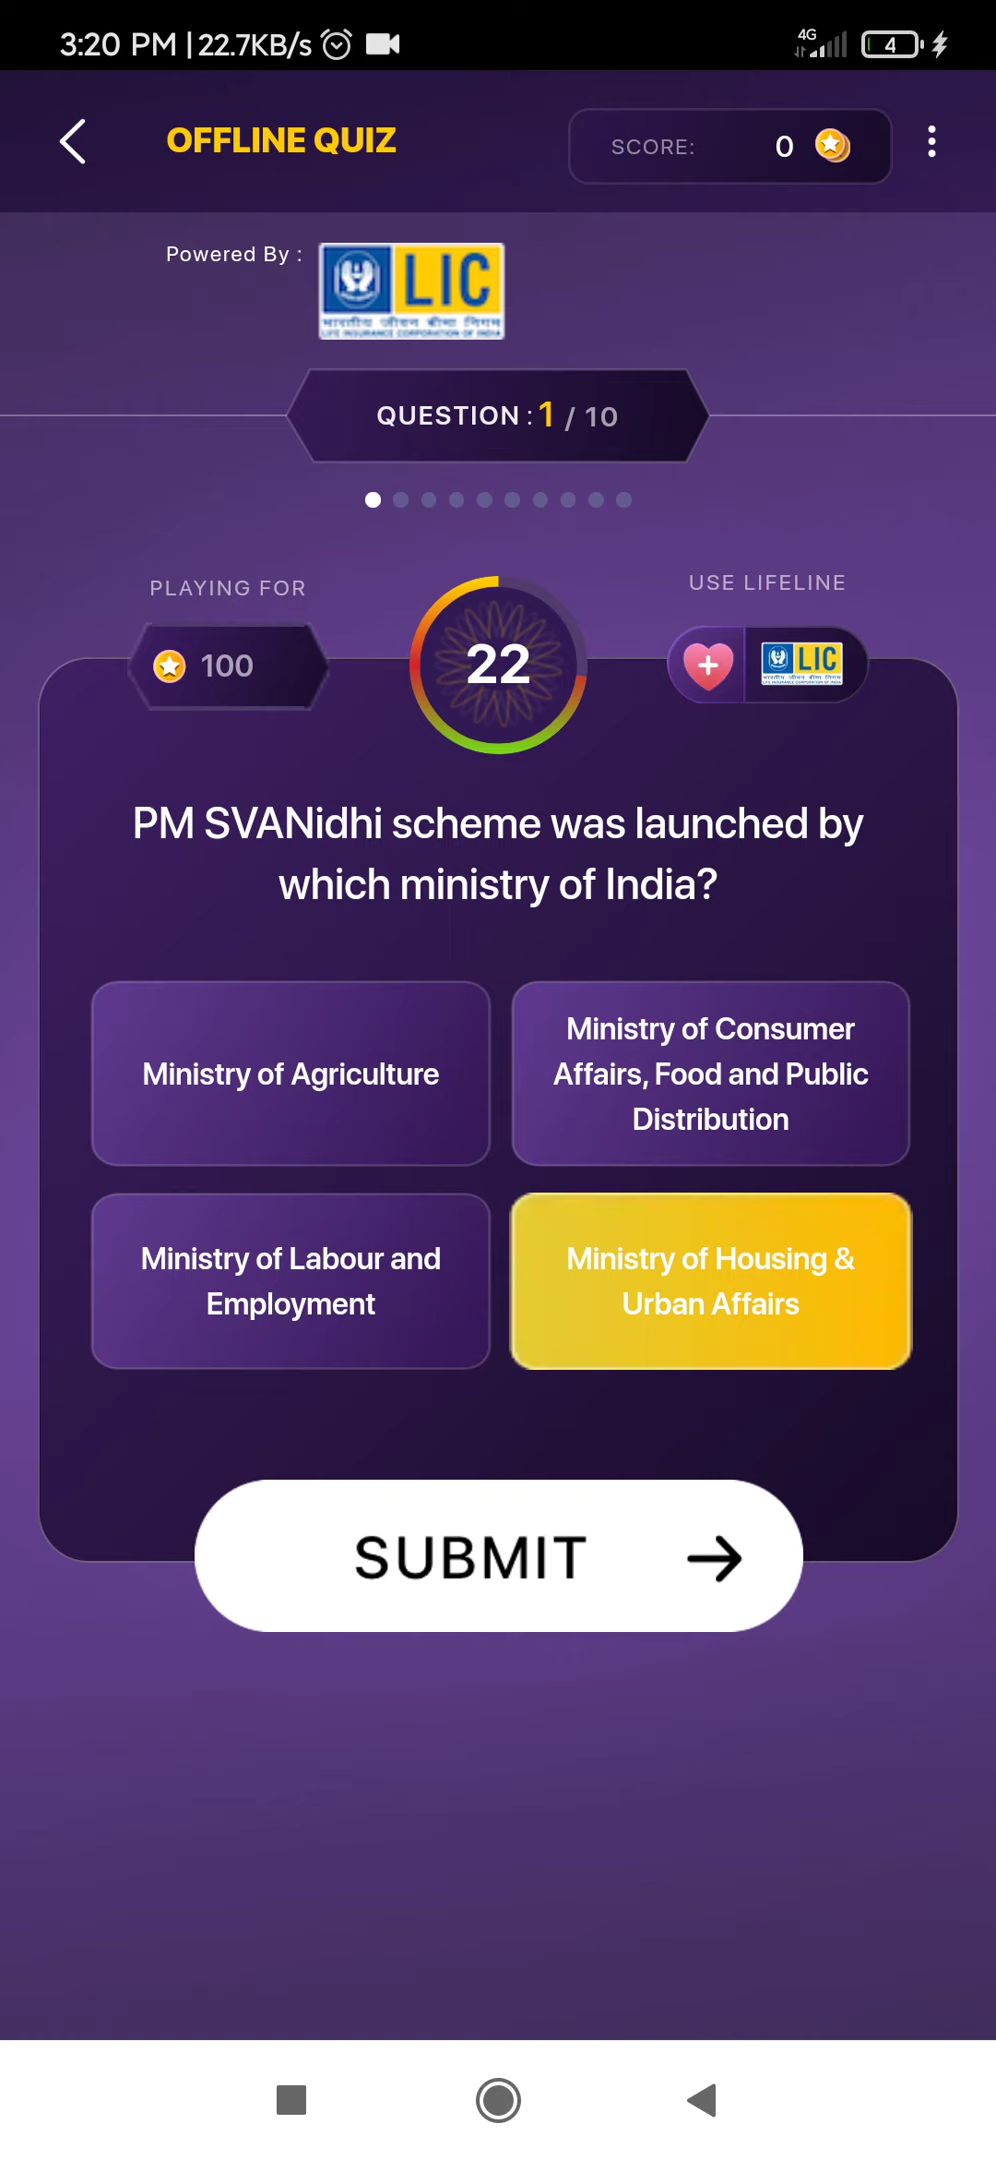 3:20 PM | 22.7KB/s
4G
4
OFFLINE QUIZ
SCORE:
0
Powered By :
LIC
भारतीय जीवन बीमा निगम
LIFE INSURANCE CORPORATION OF INDIA
QUESTION : 1 / 10
PLAYING FOR
USE LIFELINE
100
22
LIC
PM SVANidhi scheme was launched by
which ministry of India?
Ministry of Agriculture
Ministry of Consumer
Affairs, Food and Public
Distribution
Ministry of Labour and
Employment
Ministry of Housing &
Urban Affairs
SUBMIT